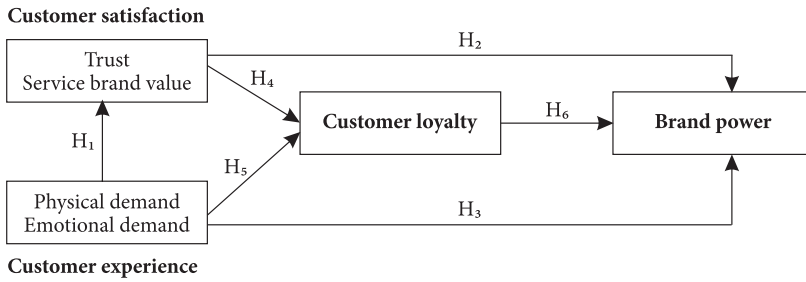 Customer satisfaction
Trust
Service brand value
H₂
H₄
Customer loyalty
H₆
Brand power
H₁
H₅
Physical demand
Emotional demand
H₃
Customer experience